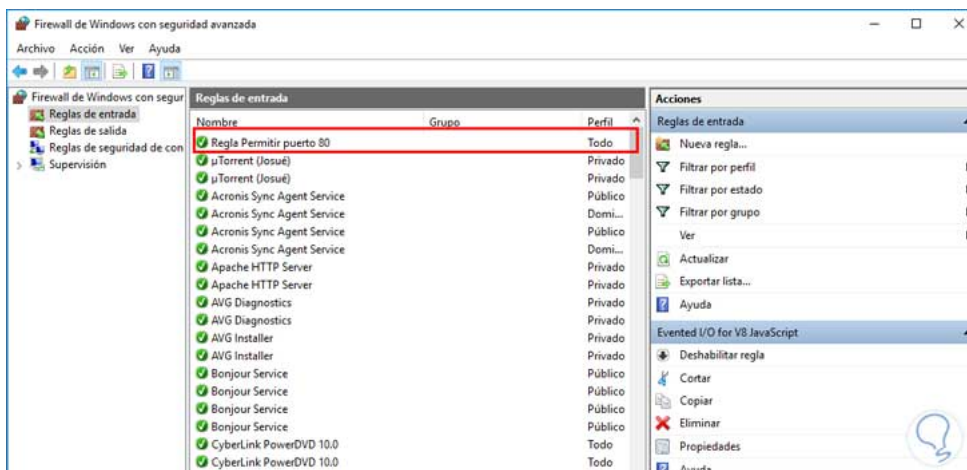 Firewall de Windows con seguridad avanzada
Archivo Acción Ver Ayuda
Firewall de Windows con segur
Reglas de entrada
Reglas de salida
Reglas de seguridad de con
Supervisión
Reglas de entrada
Nombre Grupo Perfil
Regla Permitir puerto 80 Todo
µTorrent (Josué) Privado
µTorrent (Josué) Privado
Acronis Sync Agent Service Público
Acronis Sync Agent Service Domi...
Acronis Sync Agent Service Público
Acronis Sync Agent Service Domi...
Apache HTTP Server Privado
Apache HTTP Server Privado
AVG Diagnostics Privado
AVG Diagnostics Privado
AVG Installer Privado
AVG Installer Privado
Bonjour Service Público
Bonjour Service Público
Bonjour Service Público
Bonjour Service Público
CyberLink PowerDVD 10.0 Todo
CyberLink PowerDVD 10.0 Todo
Acciones
Reglas de entrada
Nueva regla...
Filtrar por perfil
Filtrar por estado
Filtrar por grupo
Ver
Actualizar
Exportar lista...
Ayuda
Evented I/O for V8 JavaScript
Deshabilitar regla
Cortar
Copiar
Eliminar
Propiedades
Ayuda